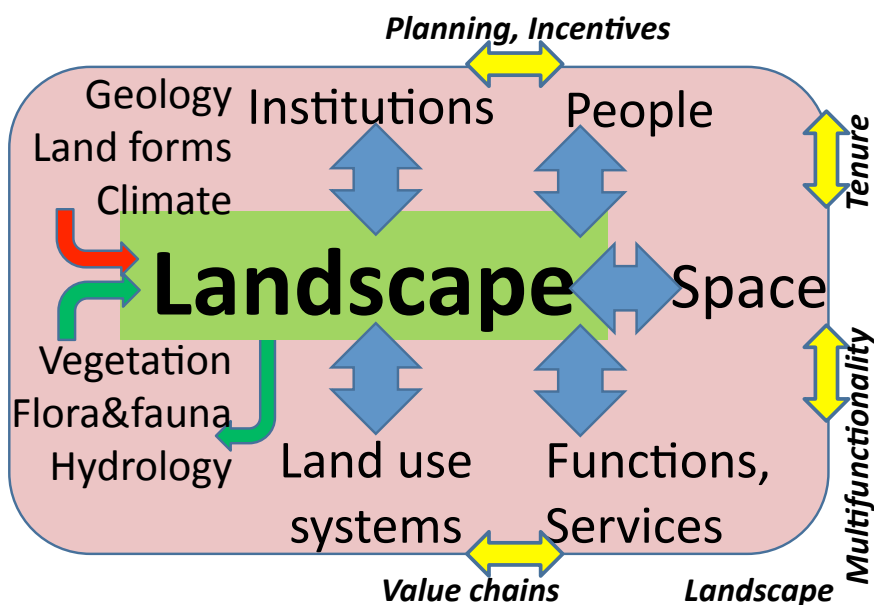 Planning, Incentives
Geology
Land forms
Climate
Institutions
People
Tenure
Landscape
Space
Vegetation
Flora&fauna
Hydrology
Land use
systems
Functions,
Services
Multifunctionality
Value chains
Landscape